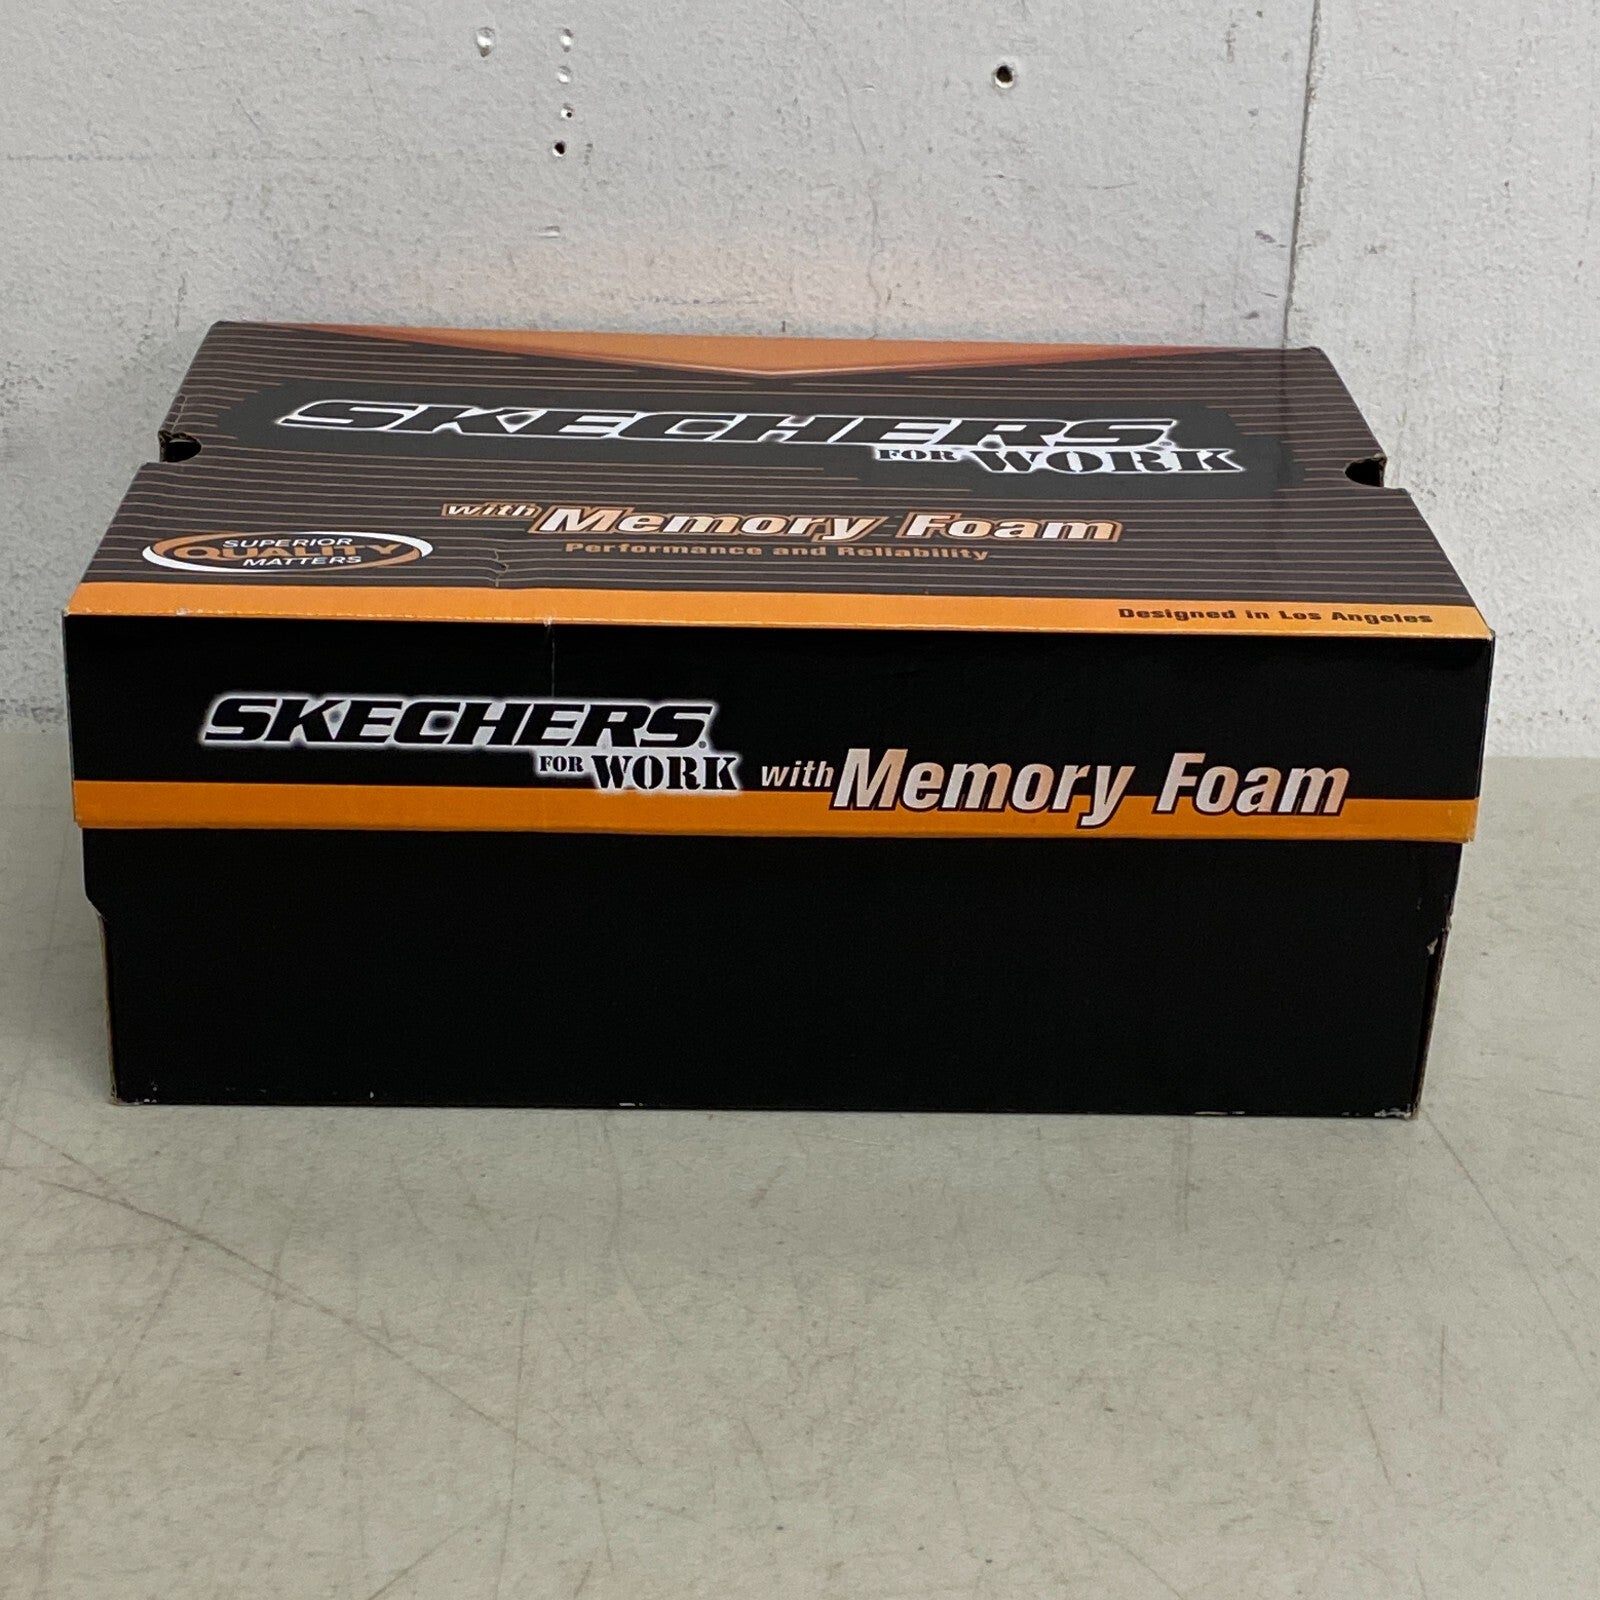 SKECHERS
FOR WORK
with Memory Foam
Performance and Reliability
SUPERIOR
QUALITY
MATTERS
Designed in Los Angeles
SKECHERS
FOR WORK with Memory Foam